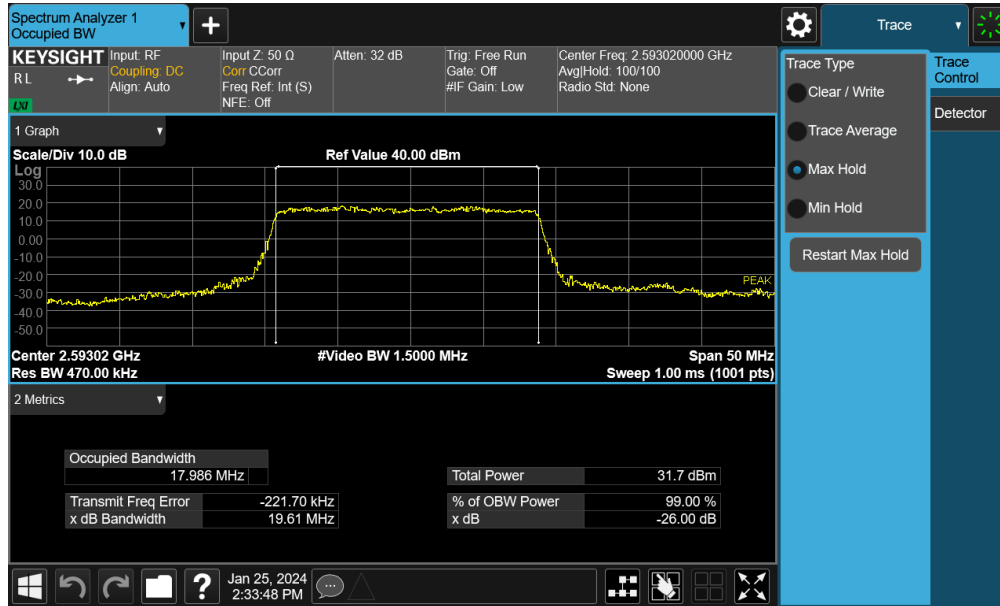 Spectrum Analyzer 1
Occupied BW
+
Trace
KEYSIGHT
R L
LXI
Input: RF
Coupling: DC
Align: Auto
Input Z: 50 Ω
Corr CCorr
Freq Ref: Int (S)
NFE: Off
Atten: 32 dB
Trig: Free Run
Gate: Off
#IF Gain: Low
Center Freq: 2.593020000 GHz
Avg|Hold: 100/100
Radio Std: None
Trace Type
Clear / Write
Trace Average
Max Hold
Min Hold
Restart Max Hold
Trace
Control
Detector
1 Graph
Scale/Div 10.0 dB
Ref Value 40.00 dBm
Log
30.0
20.0
10.0
0.00
-10.0
-20.0
-30.0
-40.0
-50.0
PEAK
Center 2.59302 GHz
#Video BW 1.5000 MHz
Span 50 MHz
Res BW 470.00 kHz
Sweep 1.00 ms (1001 pts)
2 Metrics
Occupied Bandwidth
17.986 MHz
Total Power 31.7 dBm
Transmit Freq Error -221.70 kHz
% of OBW Power 99.00 %
x dB Bandwidth 19.61 MHz
x dB -26.00 dB
?
Jan 25, 2024
2:33:48 PM